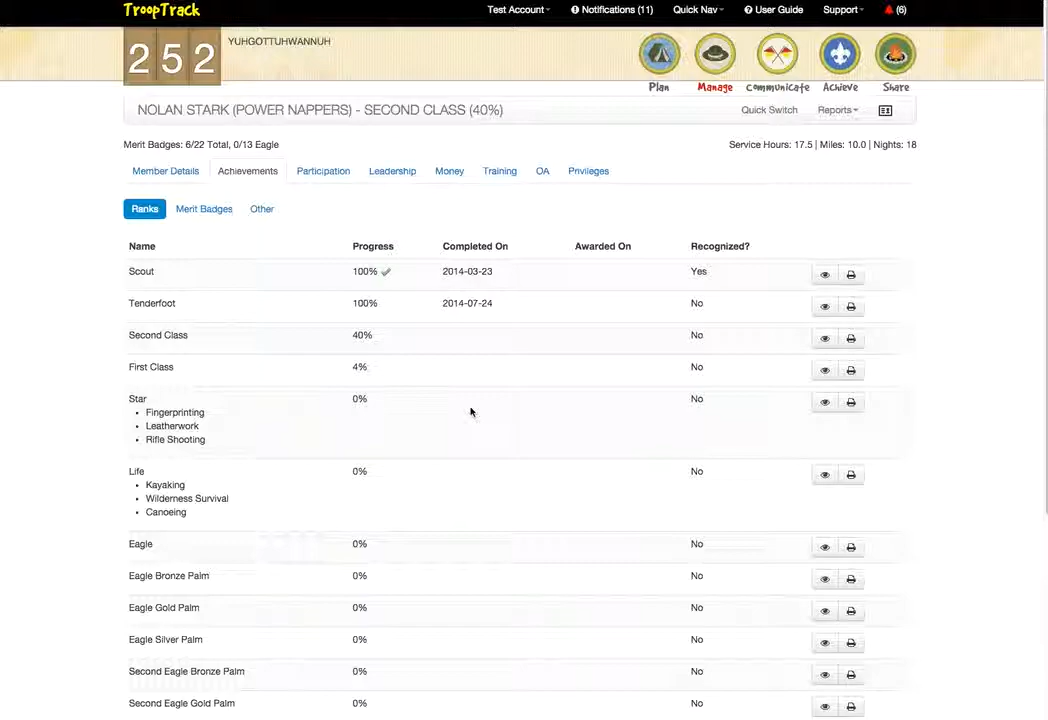 TroopTrack
Test Account Notifications (11) Quick Nav User Guide Support (6)
252
YUHGOTTUHWANNUH
Plan Manage Communicate Achieve Share
NOLAN STARK (POWER NAPPERS) - SECOND CLASS (40%)
Quick Switch Reports
Merit Badges: 6/22 Total, 0/13 Eagle
Service Hours: 17.5 | Miles: 10.0 | Nights: 18
Member Details Achievements Participation Leadership Money Training OA Privileges
Ranks Merit Badges Other
Name Progress Completed On Awarded On Recognized?
Scout 100% 2014-03-23 Yes
Tenderfoot 100% 2014-07-24 No
Second Class 40% No
First Class 4% No
Star 0% No
• Fingerprinting
• Leatherwork
• Rifle Shooting
Life 0% No
• Kayaking
• Wilderness Survival
• Canoeing
Eagle 0% No
Eagle Bronze Palm 0% No
Eagle Gold Palm 0% No
Eagle Silver Palm 0% No
Second Eagle Bronze Palm 0% No
Second Eagle Gold Palm 0% No